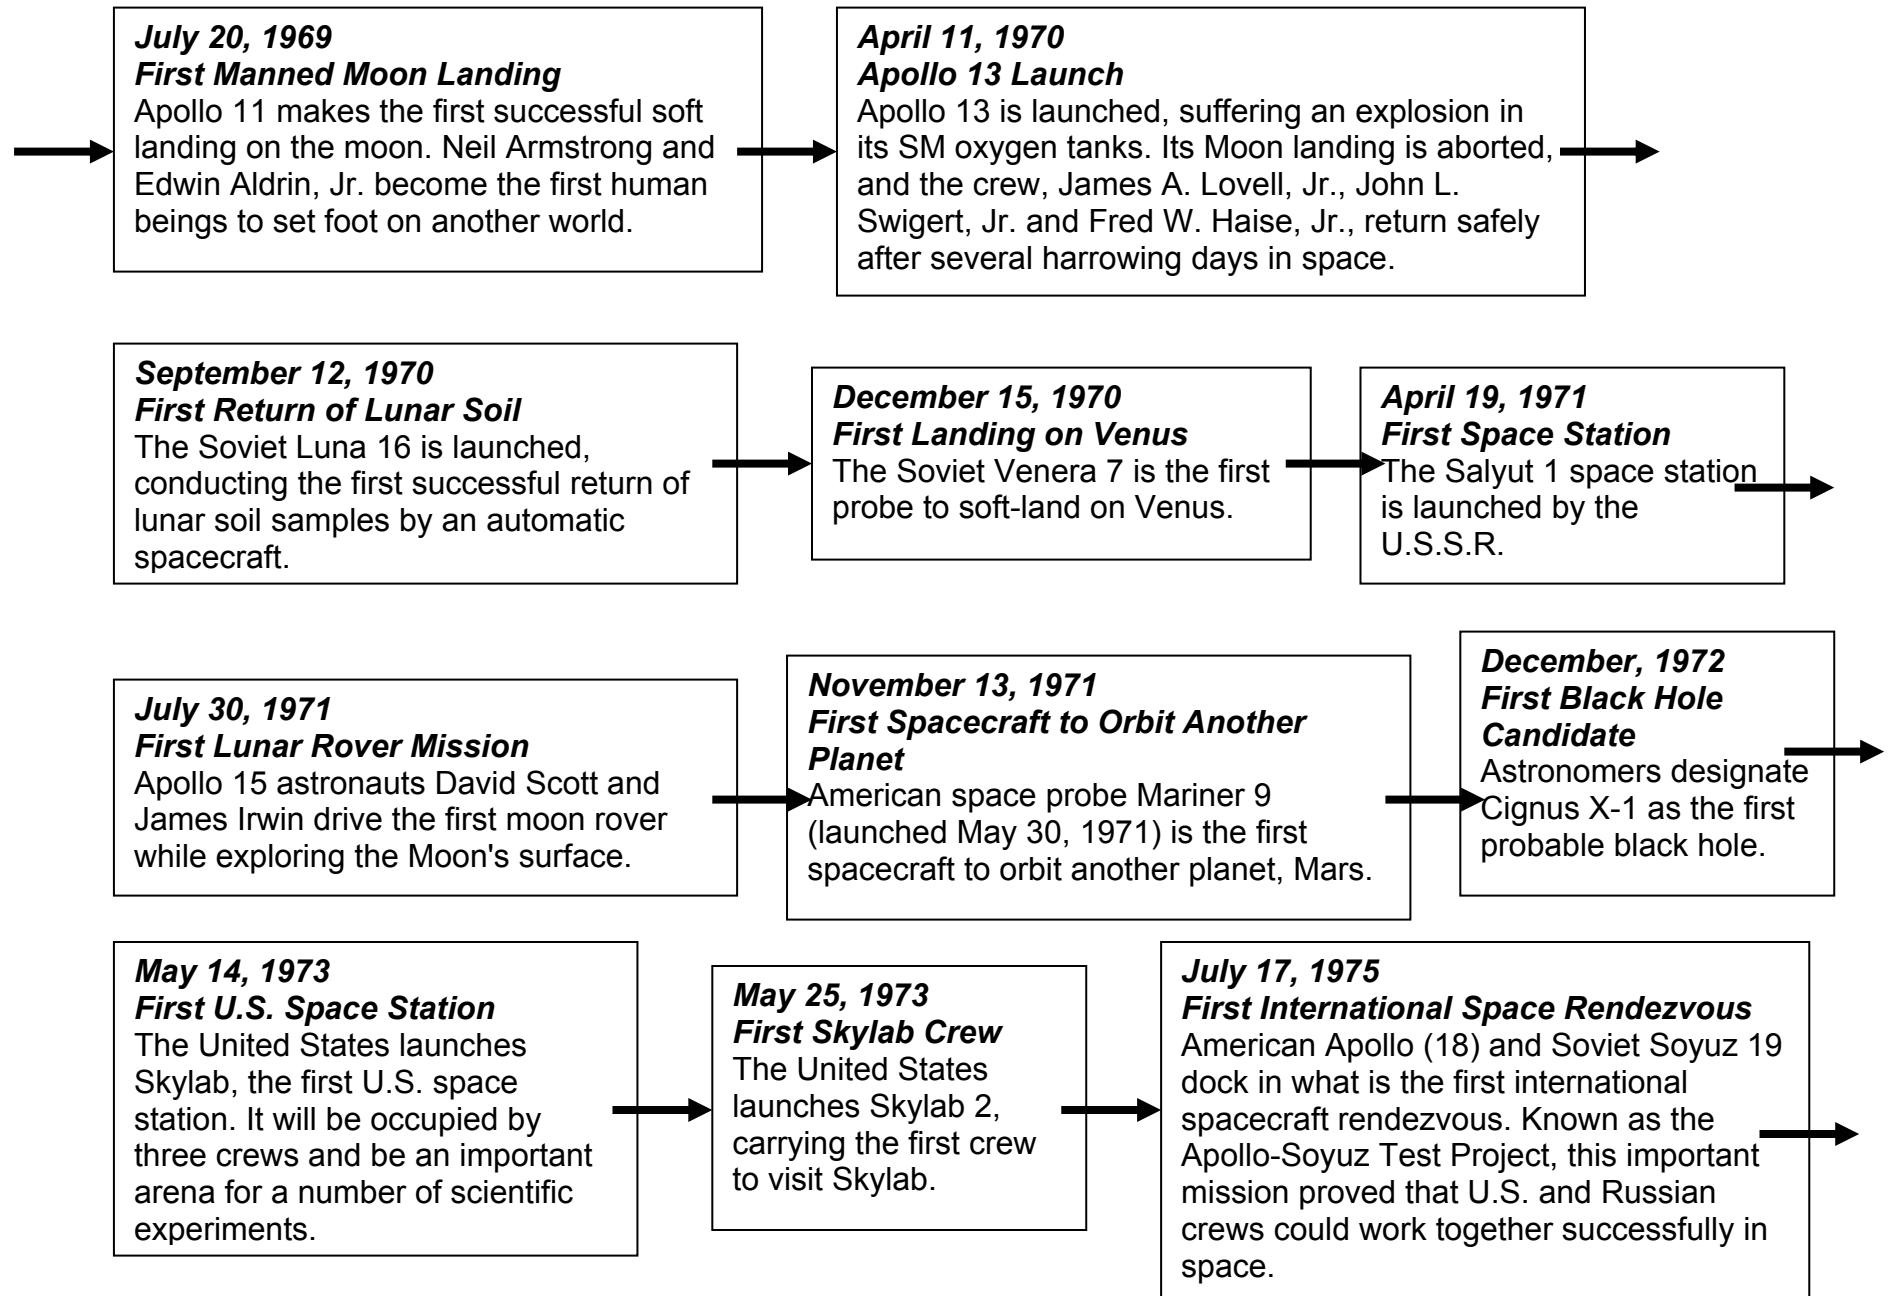 July 20, 1969
First Manned Moon Landing
Apollo 11 makes the first successful soft
landing on the moon. Neil Armstrong and
Edwin Aldrin, Jr. become the first human
beings to set foot on another world.
April 11, 1970
Apollo 13 Launch
Apollo 13 is launched, suffering an explosion in
its SM oxygen tanks. Its Moon landing is aborted,
and the crew, James A. Lovell, Jr., John L.
Swigert, Jr. and Fred W. Haise, Jr., return safely
after several harrowing days in space.
September 12, 1970
First Return of Lunar Soil
The Soviet Luna 16 is launched,
conducting the first successful return of
lunar soil samples by an automatic
spacecraft.
December 15, 1970
First Landing on Venus
The Soviet Venera 7 is the first
probe to soft-land on Venus.
April 19, 1971
First Space Station
The Salyut 1 space station
is launched by the
U.S.S.R.
July 30, 1971
First Lunar Rover Mission
Apollo 15 astronauts David Scott and
James Irwin drive the first moon rover
while exploring the Moon's surface.
November 13, 1971
First Spacecraft to Orbit Another
Planet
American space probe Mariner 9
(launched May 30, 1971) is the first
spacecraft to orbit another planet, Mars.
December, 1972
First Black Hole
Candidate
Astronomers designate
Cignus X-1 as the first
probable black hole.
May 14, 1973
First U.S. Space Station
The United States launches
Skylab, the first U.S. space
station. It will be occupied by
three crews and be an important
arena for a number of scientific
experiments.
May 25, 1973
First Skylab Crew
The United States
launches Skylab 2,
carrying the first crew
to visit Skylab.
July 17, 1975
First International Space Rendezvous
American Apollo (18) and Soviet Soyuz 19
dock in what is the first international
spacecraft rendezvous. Known as the
Apollo-Soyuz Test Project, this important
mission proved that U.S. and Russian
crews could work together successfully in
space.